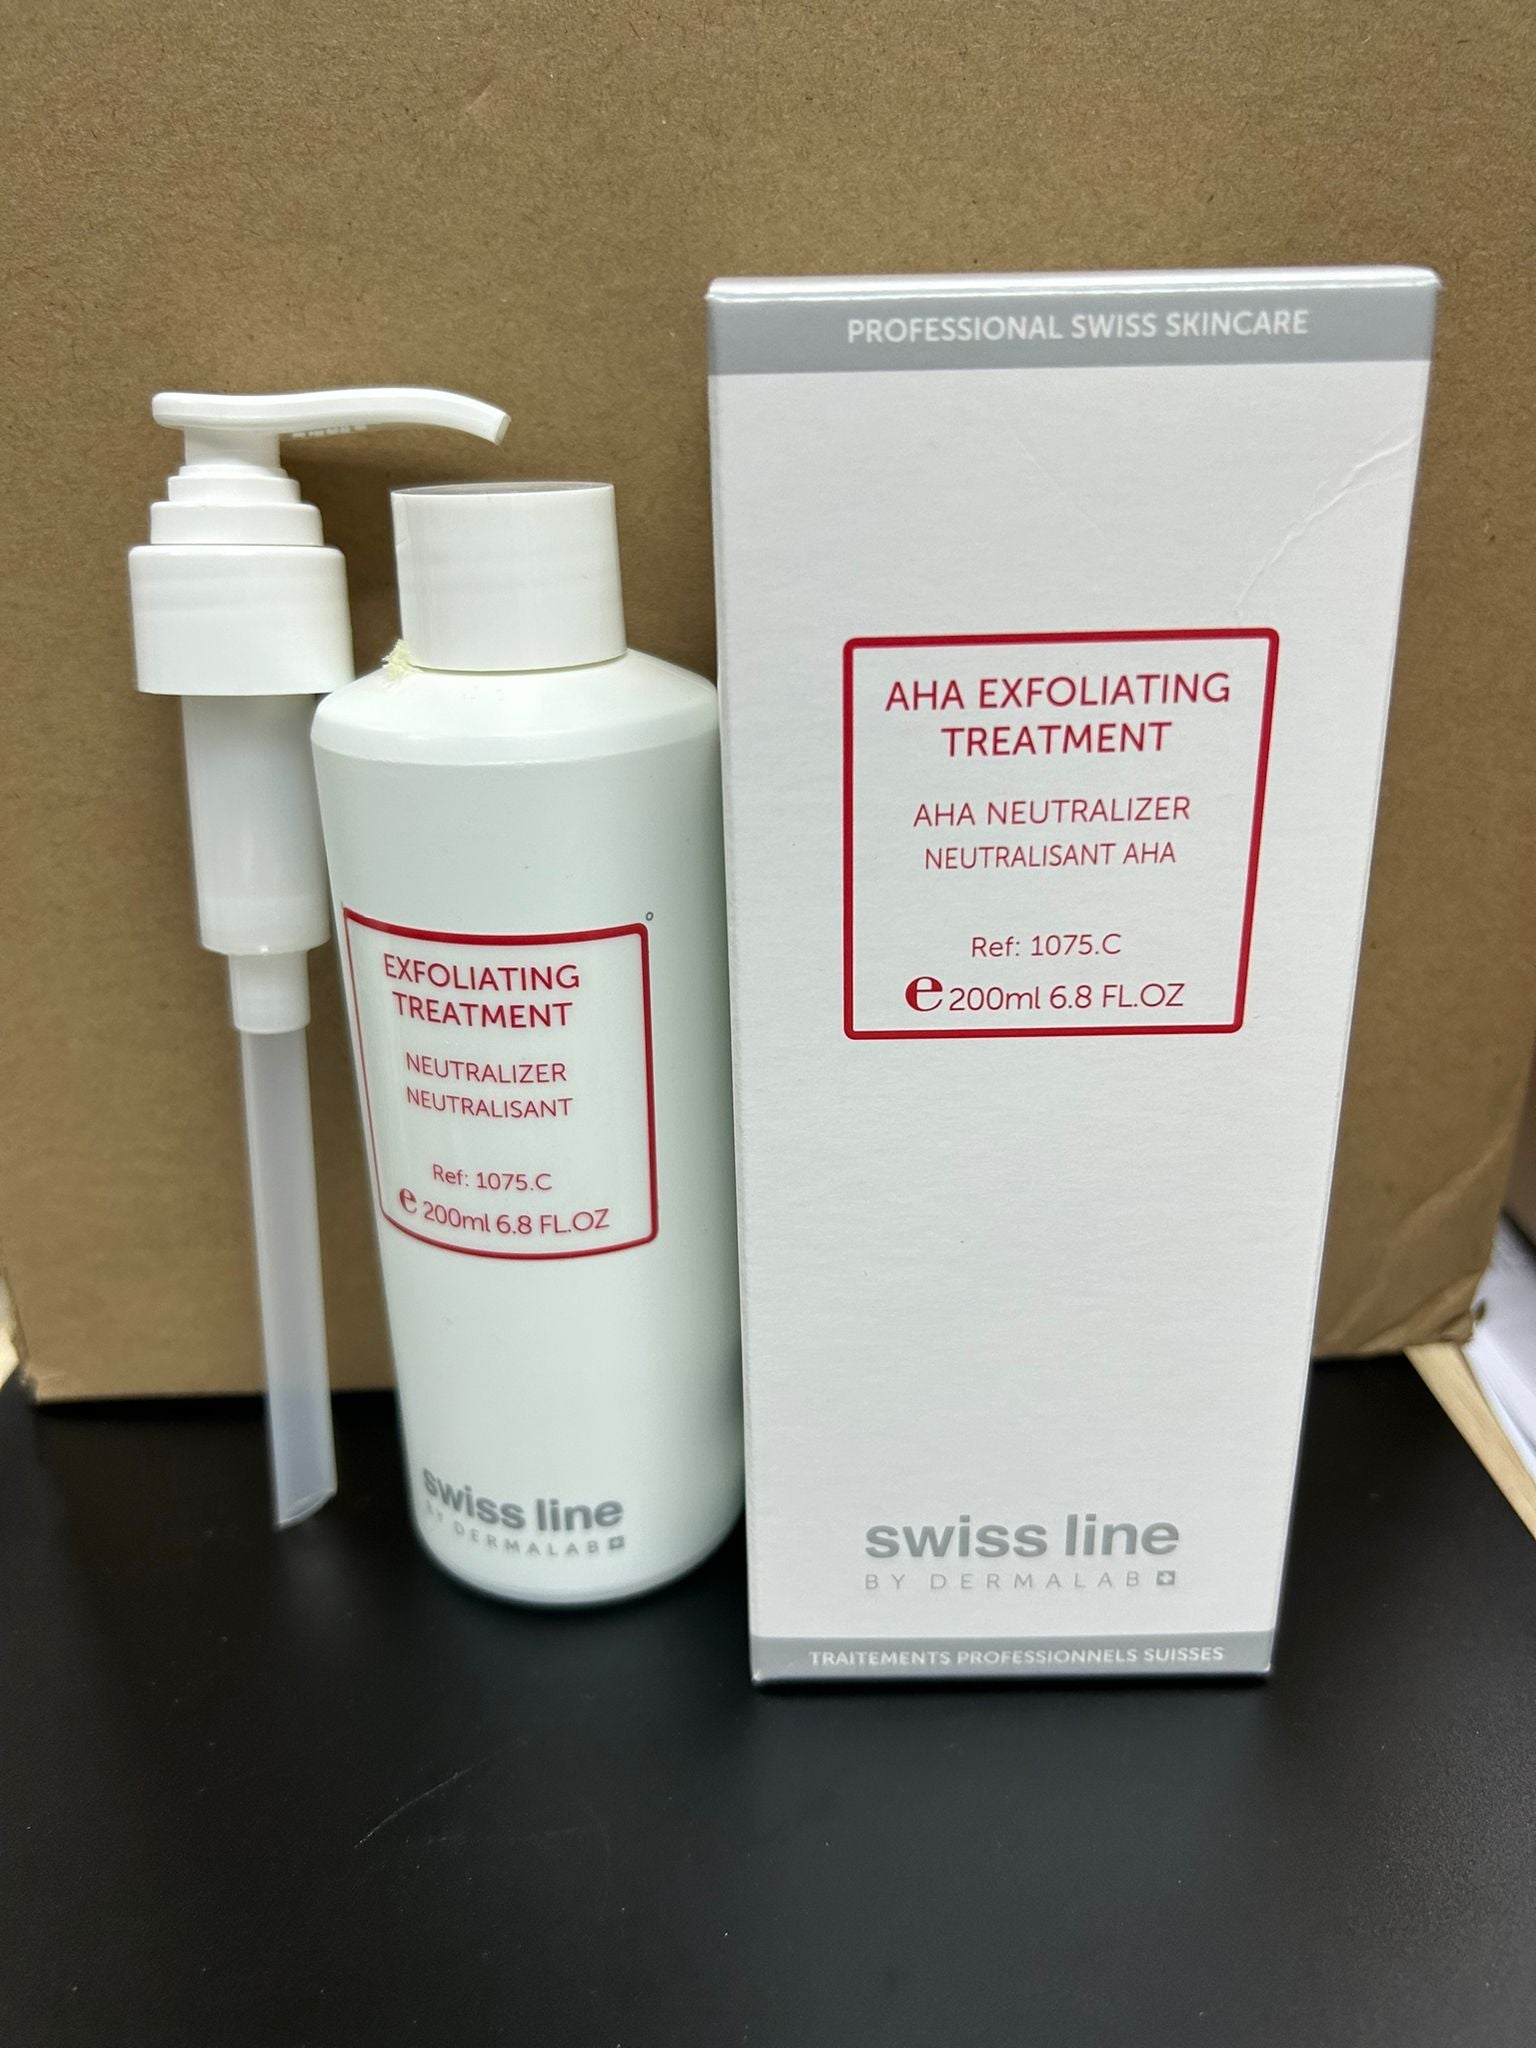 EXFOLIATING
TREATMENT
NEUTRALIZER
NEUTRALISANT
Ref: 1075.C
e 200ml 6.8 FL.OZ
swiss line
BY DERMALAB
PROFESSIONAL SWISS SKINCARE
AHA EXFOLIATING
TREATMENT
AHA NEUTRALIZER
NEUTRALISANT AHA
Ref: 1075.C
e 200ml 6.8 FL.OZ
swiss line
BY DERMALAB
TRAITEMENTS PROFESSIONNELS SUISSES